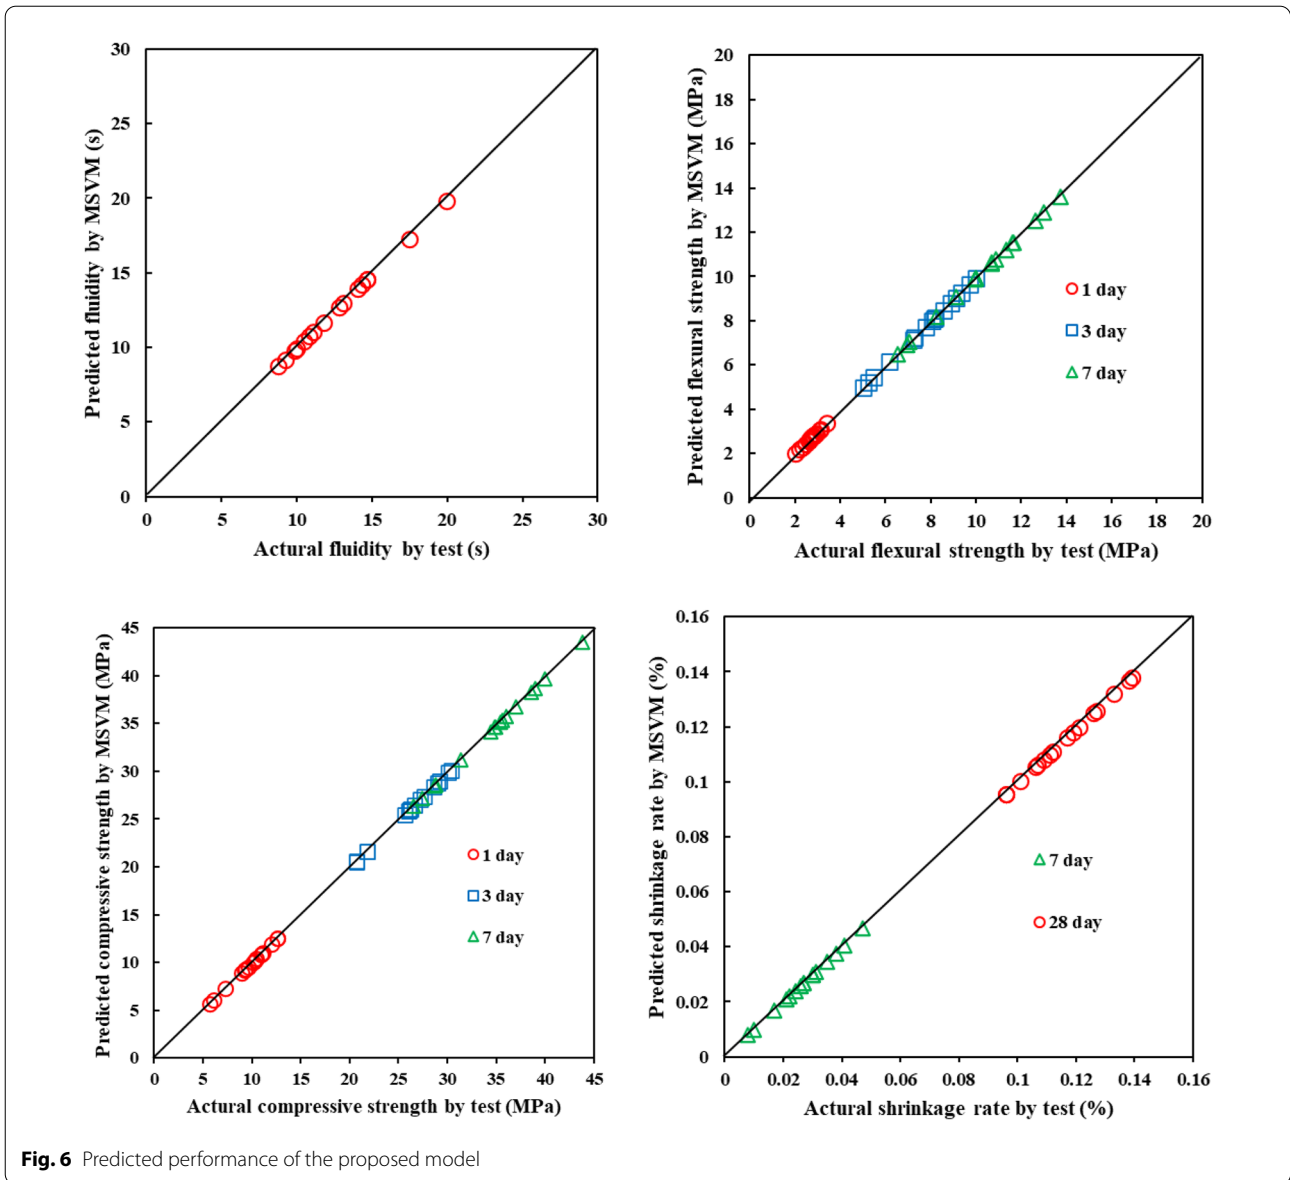 30
25
20
15
10
5
0
0 5 10 15 20 25 30
Predicted fluidity by MSVM (s)
Actural fluidity by test (s)
20
18
16
14
12
10
8
6
4
2
0
0 2 4 6 8 10 12 14 16 18 20
Predicted flexural strength by MSVM (MPa)
Actural flexural strength by test (MPa)
1 day
3 day
7 day
45
40
35
30
25
20
15
10
5
0
0 5 10 15 20 25 30 35 40 45
Predicted compressive strength by MSVM (MPa)
Actural compressive strength by test (MPa)
1 day
3 day
7 day
0.16
0.14
0.12
0.1
0.08
0.06
0.04
0.02
0
0 0.02 0.04 0.06 0.08 0.1 0.12 0.14 0.16
Predicted shrinkage rate by MSVM (%)
Actural shrinkage rate by test (%)
7 day
28 day
Fig. 6 Predicted performance of the proposed model